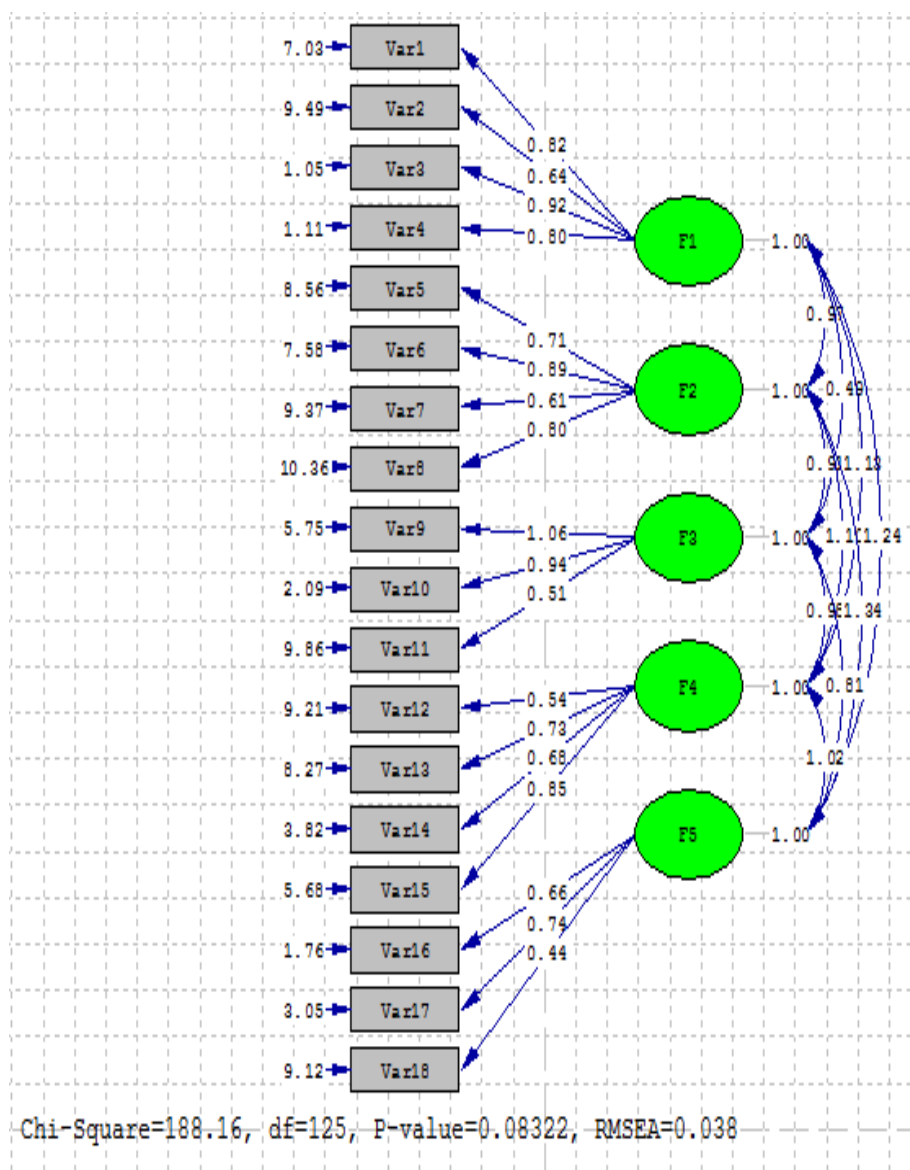 7.03 Var1
9.49 Var2
0.82
1.05 Var3
0.64
0.92
1.11 Var4 0.80 F1 1.00
8.56 Var5
0.97
0.71
7.58 Var6
0.89
F2 1.00 0.49
9.37 Var7 0.61
0.80
10.36 Var8 1.13
5.75 Var9 1.06 F3 1.00 1.24
0.94
2.09 Var10
0.51
1.34
9.86 Var11
F4 1.00 0.81
9.21 Var12 0.54
0.73
0.68 1.02
8.27 Var13
0.85
3.82 Var14 F5 1.00
5.68 Var15 0.66
0.74
1.76 Var16 0.44
3.05 Var17
9.12 Var18
Chi-Square=188.16, df=125, P-value=0.08322, RMSEA=0.038